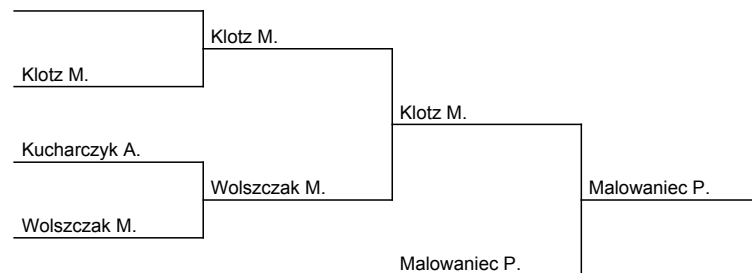 Klotz M.
Klotz M.
Klotz M.
Kucharczyk A.
Wolszczak M.
Malowaniec P.
Wolszczak M.
Malowaniec P.